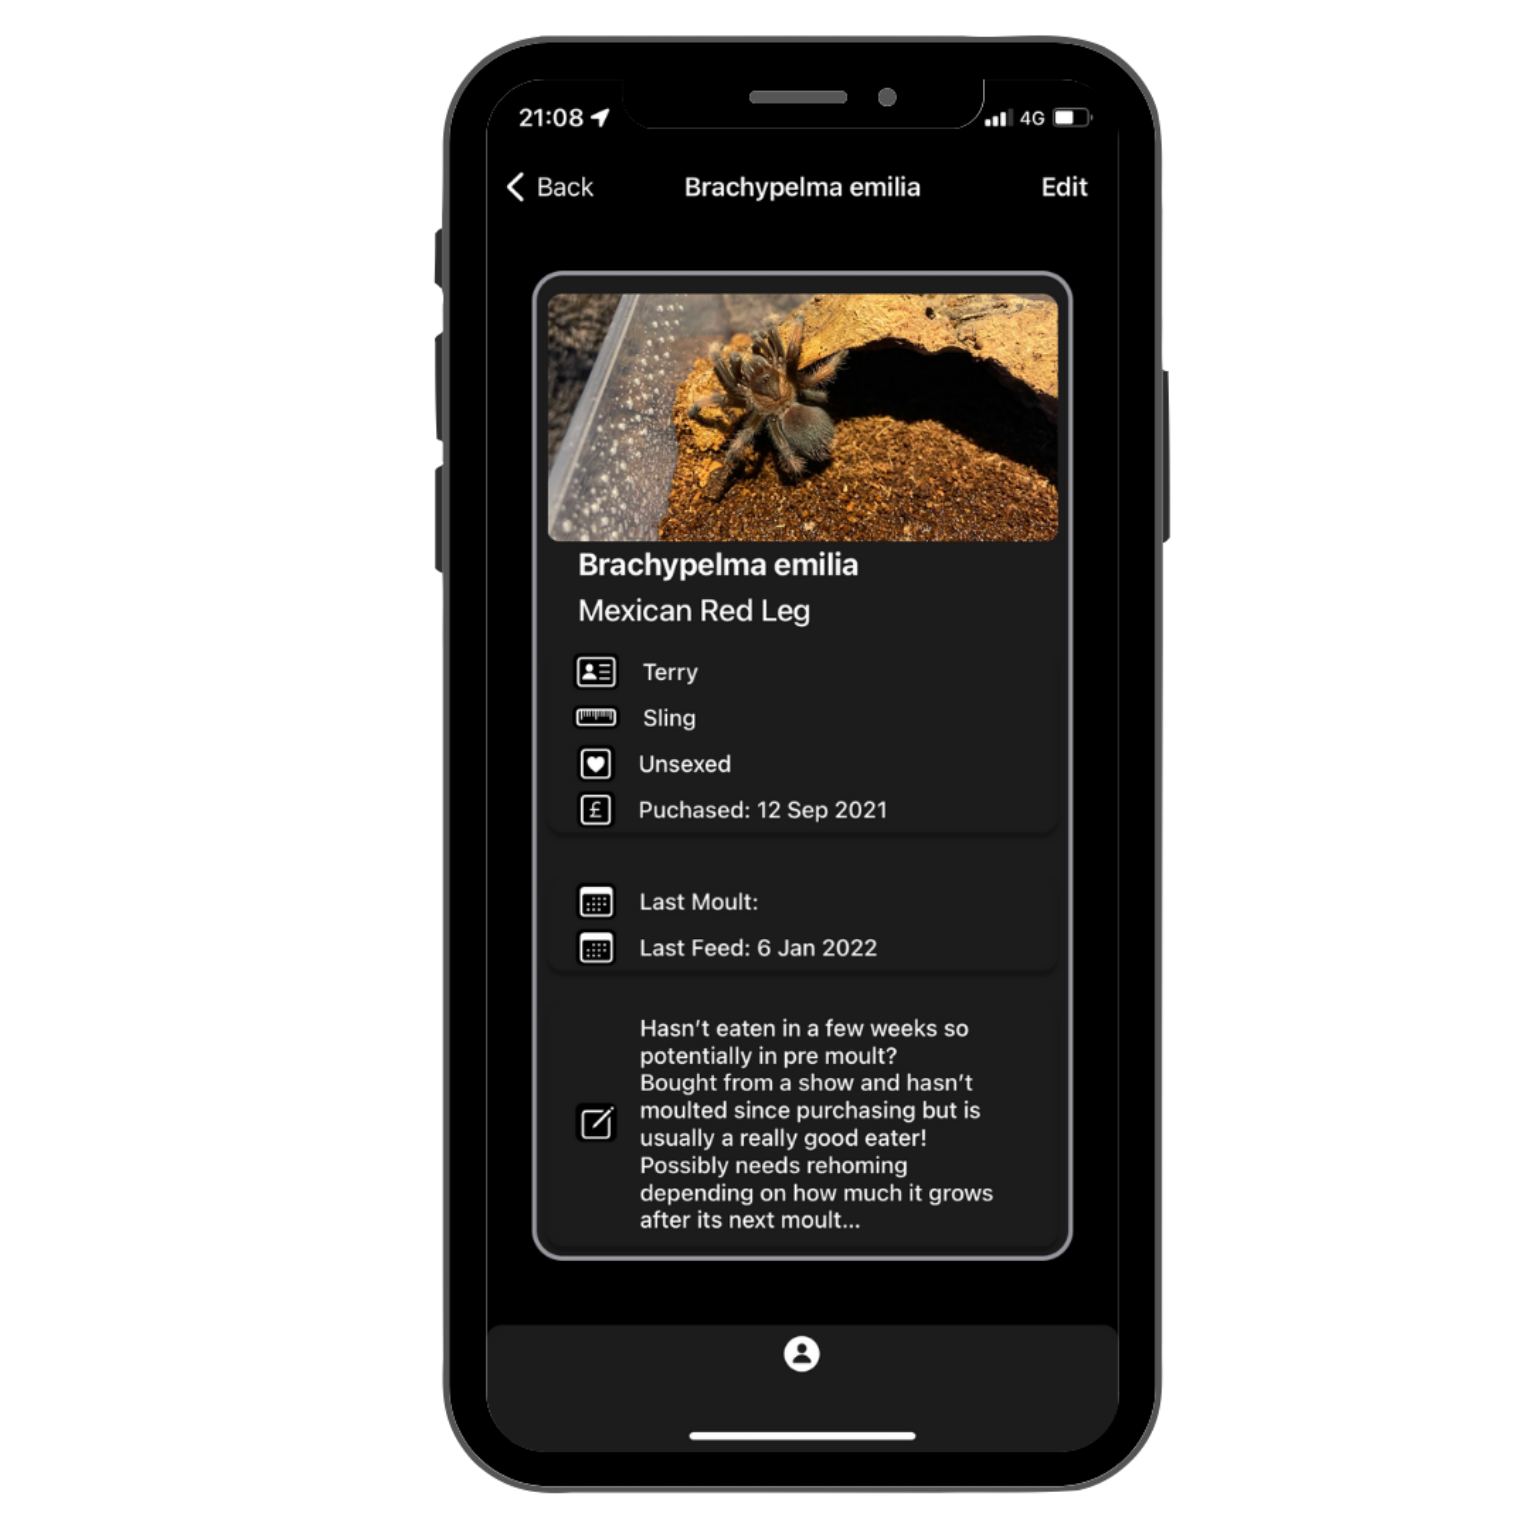 21:08
4G
Back
Brachypelma emilia
Edit
Brachypelma emilia
Mexican Red Leg
Terry
Sling
Unsexed
£
Puchased: 12 Sep 2021
Last Moult:
Last Feed: 6 Jan 2022
Hasn’t eaten in a few weeks so
potentially in pre moult?
Bought from a show and hasn’t
moulted since purchasing but is
usually a really good eater!
Possibly needs rehoming
depending on how much it grows
after its next moult...